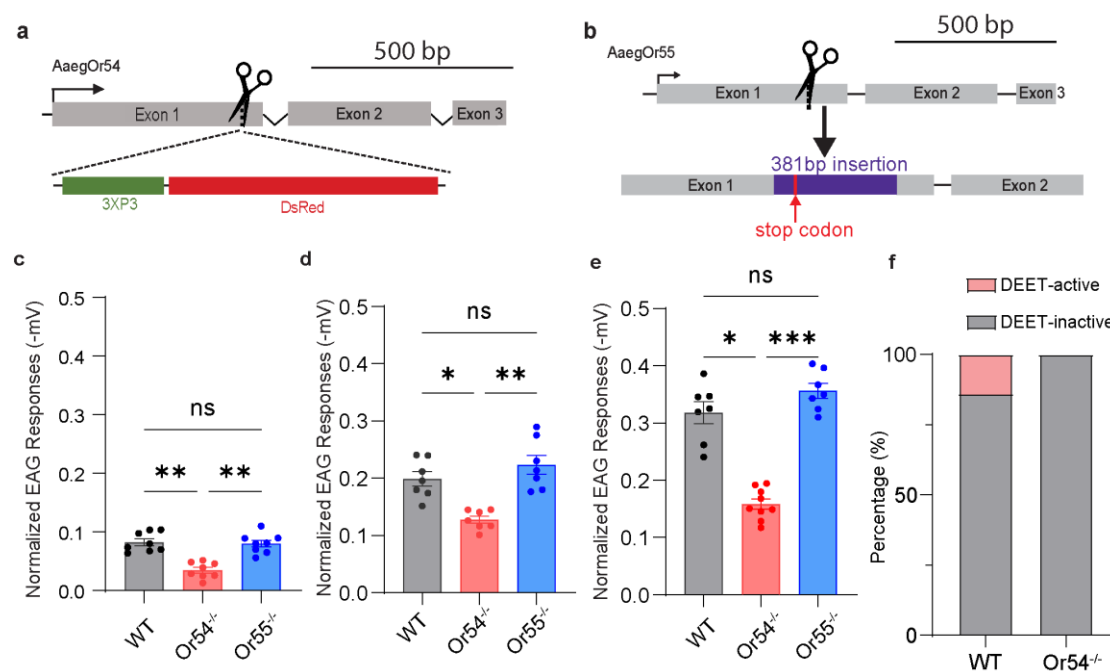 a
500 bp
AaegOr54
Exon 1
Exon 2
Exon 3
3XP3
DsRed
b
500 bp
AaegOr55
Exon 1
Exon 2
Exon 3
381bp insertion
Exon 1
Exon 2
stop codon
c
Normalized EAG Responses (-mV)
0.5
0.4
0.3
0.2
0.1
0.0
ns
** **
WT
Or54-/-
Or55-/-
d
Normalized EAG Responses (-mV)
0.5
0.4
0.3
0.2
0.1
0.0
ns
* **
WT
Or54-/-
Or55-/-
e
Normalized EAG Responses (-mV)
0.5
0.4
0.3
0.2
0.1
0.0
ns
* ***
WT
Or54-/-
Or55-/-
f
DEET-active
DEET-inactive
Percentage (%)
100
50
0
WT
Or54-/-